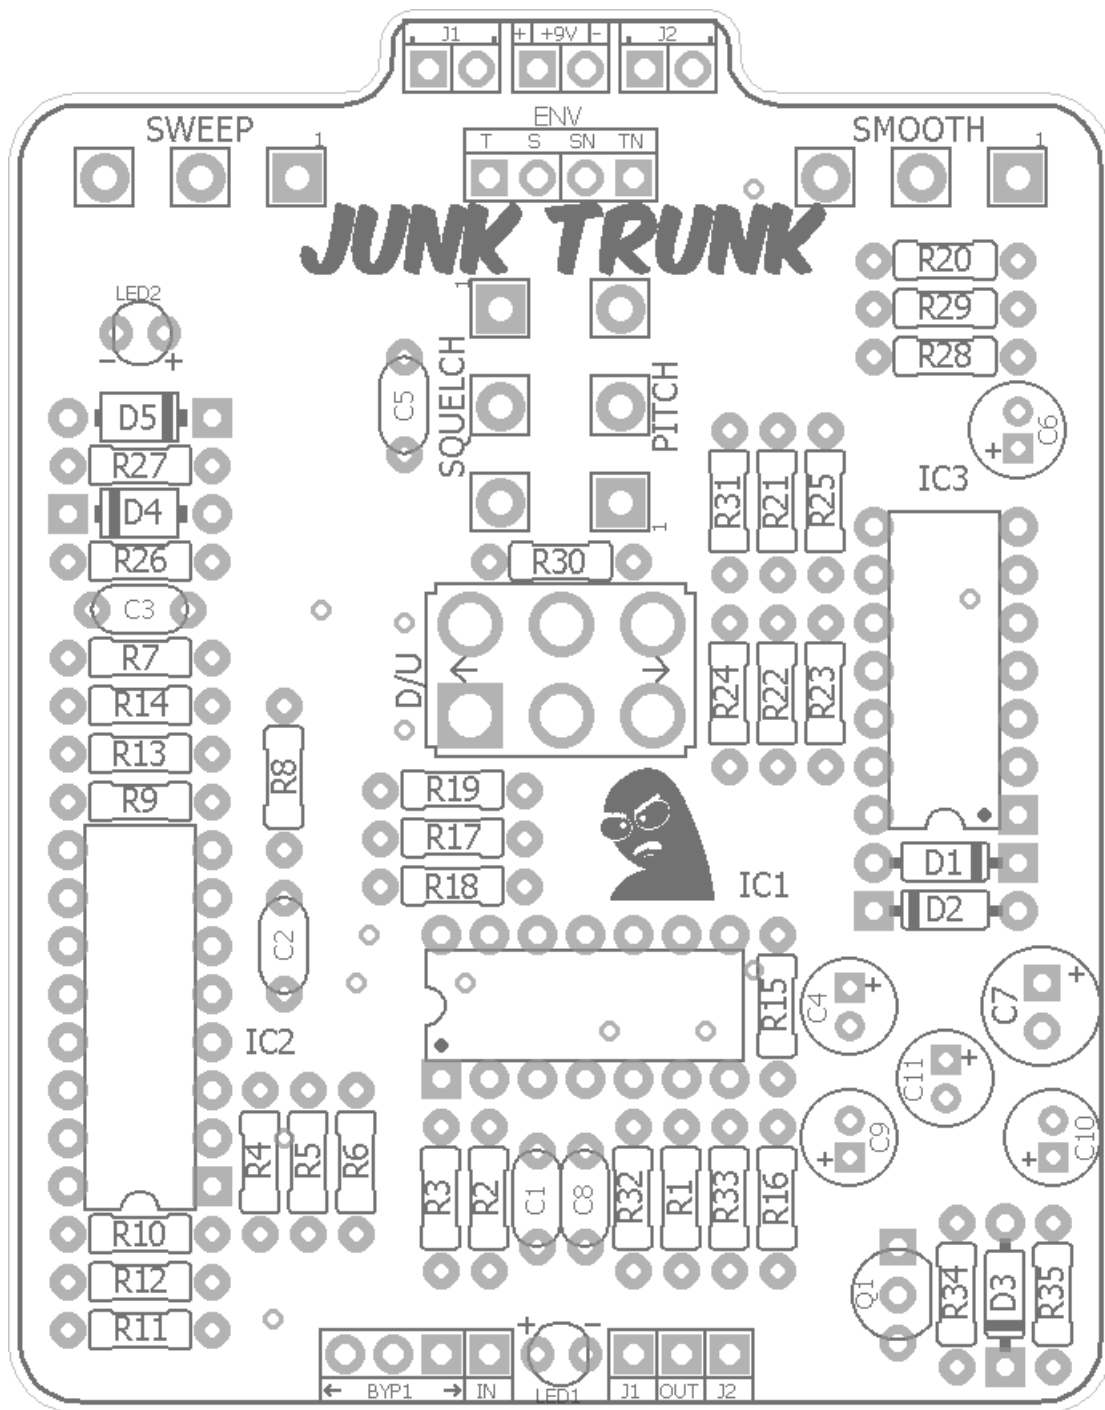 J1 + +9V - J2
ENV
SWEEP 1 T S SN TN SMOOTH 1
JUNK TRUNK
R20
LED2 1 R29
- + R28
D5 C5 SQUELCH PITCH C6 +
R27
D4 R31 R21 R25 IC3
1
R26 R30
C3
R7 D/U R24 R22 R23
R14
R13 R8 R19
R9 R17 D1
R18 IC1 D2
C2 R15 C4 + C7 +
IC2 C11 +
R4 R5 R6 R3 R2 C1 C8 R32 R1 R33 R16 C9 + C10 +
R10
R12 Q1 R34 D3 R35
R11 + -
← BYP1 → IN LED1 J1 OUT J2